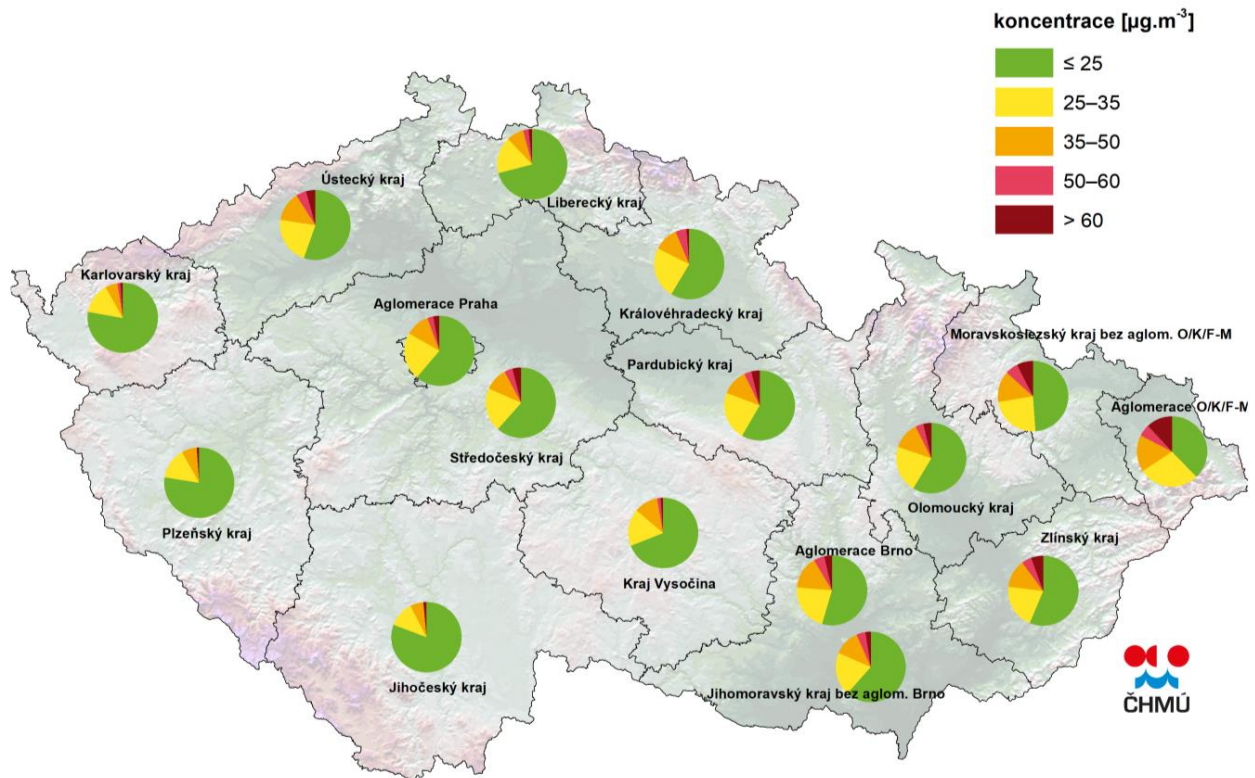 koncentrace [µg.m⁻³]
≤ 25
25–35
35–50
50–60
> 60
Ústecký kraj
Liberecký kraj
Karlovarský kraj
Aglomerace Praha
Královéhradecký kraj
Moravskoslezský kraj bez aglom. O/K/F-M
Pardubický kraj
Aglomerace O/K/F-M
Středočeský kraj
Olomoucký kraj
Plzeňský kraj
Zlínský kraj
Aglomerace Brno
Kraj Vysočina
Jihočeský kraj
Jihomoravský kraj bez aglom. Brno
ČHMÚ